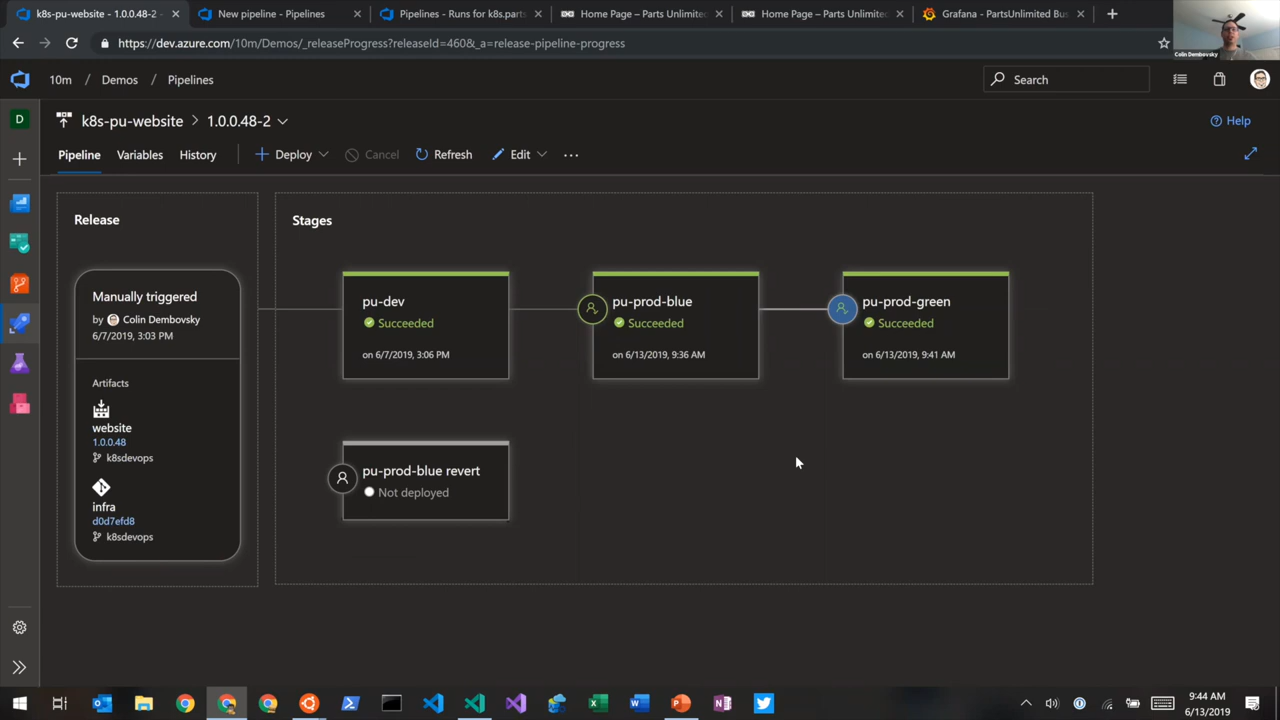 k8s-pu-website - 1.0.0.48-2 -
New pipeline - Pipelines
Pipelines - Runs for k8s.parts
Home Page – Parts Unlimited
Home Page – Parts Unlimited
Grafana - PartsUnlimited Bus
https://dev.azure.com/10m/Demos/_releaseProgress?releaseId=460&_a=release-pipeline-progress
Colin Dembovsky
10m / Demos / Pipelines
Search
D
k8s-pu-website > 1.0.0.48-2
Help
Pipeline
Variables
History
Deploy
Cancel
Refresh
Edit
Release
Stages
Manually triggered
by Colin Dembovsky
6/7/2019, 3:03 PM
Artifacts
website
1.0.0.48
k8sdevops
infra
d0d7efd8
k8sdevops
pu-dev
Succeeded
on 6/7/2019, 3:06 PM
pu-prod-blue
Succeeded
on 6/13/2019, 9:36 AM
pu-prod-green
Succeeded
on 6/13/2019, 9:41 AM
pu-prod-blue revert
Not deployed
9:44 AM
6/13/2019